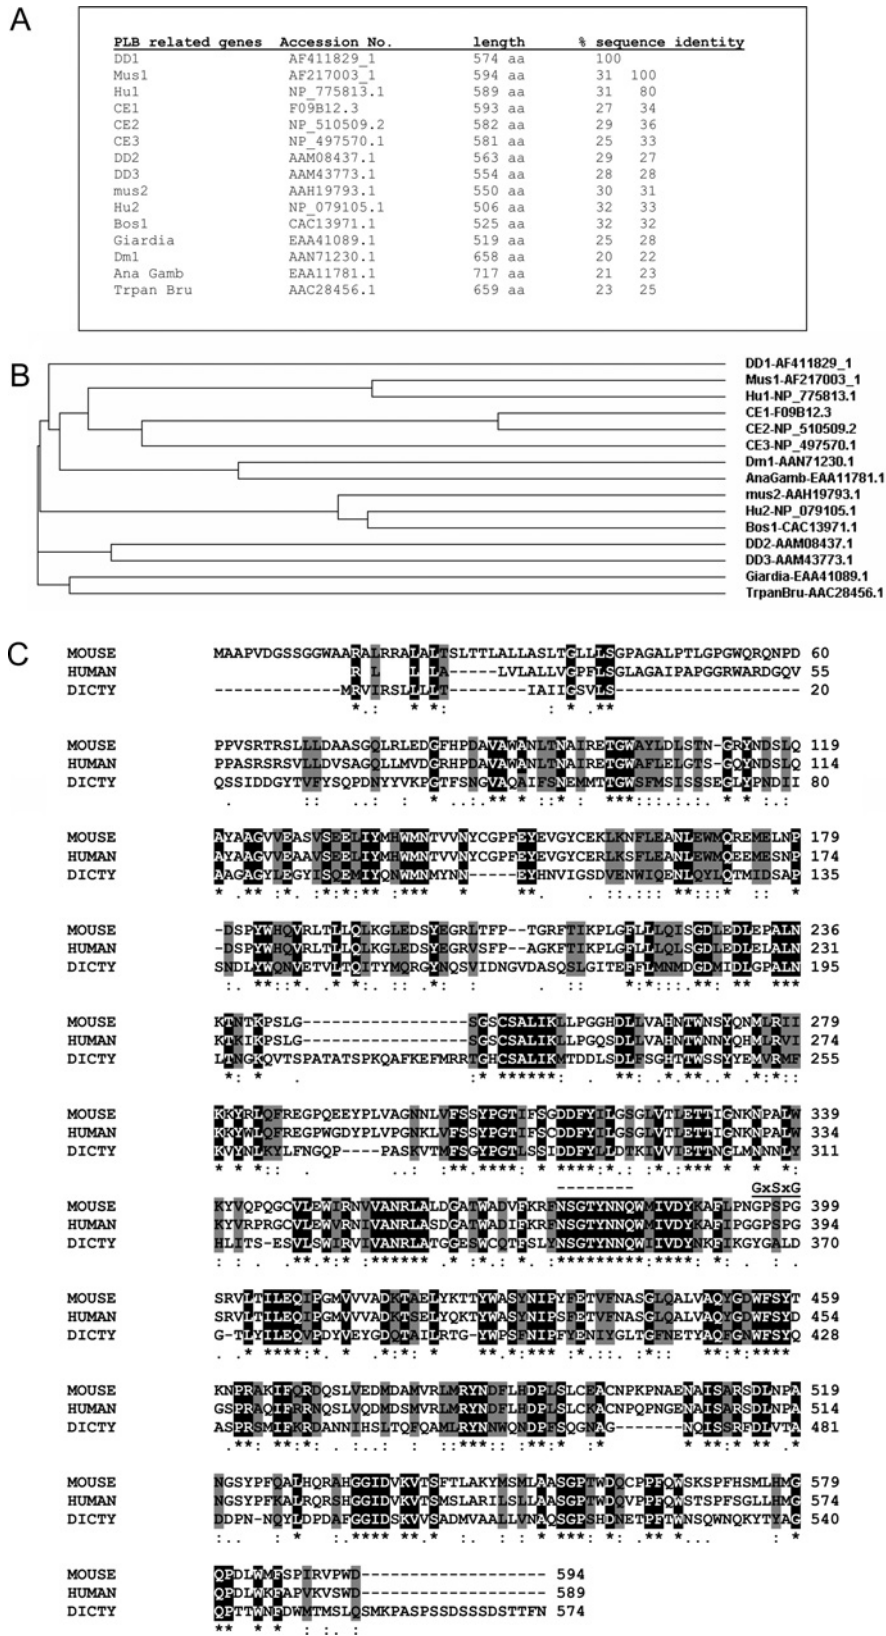 A
PLB related genes Accession No. length % sequence identity
DD1 AF411829_1 574 aa 100
Mus1 AF217003_1 594 aa 31 100
Hu1 NP_775813.1 589 aa 31 80
CE1 F09B12.3 593 aa 27 34
CE2 NP_510509.2 582 aa 29 36
CE3 NP_497570.1 581 aa 25 33
DD2 AAM08437.1 563 aa 29 27
DD3 AAM43773.1 554 aa 28 28
mus2 AAH19793.1 550 aa 30 31
Hu2 NP_079105.1 506 aa 32 33
Bos1 CAC13971.1 525 aa 32 32
Giardia EAA41089.1 519 aa 25 28
Dm1 AAN71230.1 658 aa 20 22
Ana Gamb EAA11781.1 717 aa 21 23
Trpan Bru AAC28456.1 659 aa 23 25
B
DD1-AF411829_1
Mus1-AF217003_1
Hu1-NP_775813.1
CE1-F09B12.3
CE2-NP_510509.2
CE3-NP_497570.1
Dm1-AAN71230.1
AnaGamb-EAA11781.1
mus2-AAH19793.1
Hu2-NP_079105.1
Bos1-CAC13971.1
DD2-AAM08437.1
DD3-AAM43773.1
Giardia-EAA41089.1
TrpanBru-AAC28456.1
C
MOUSE MAAPVDGSSGGWAARALRRALALTSLTTLALLASLTGLLLSGPAGALPTLGPGWQRQNPD 60
HUMAN R L L LA-----LVLALLVGPFLSGLAGAIPAPGGRWARDGQV 55
DICTY -------------MRVIRSLLLLT--------IAIIGSVLS------------------- 20
MOUSE PPVSRTRSLLLDAASGQLRLEDGFHPDAVAWANLTNAIRETGWAYLDLSTN-GRYNDSLQ 119
HUMAN PPASRSRSVLLDVSAGQLLMVDGRHPDAVAWANLTNAIRETGWAFLELGTS-GQYNDSLQ 114
DICTY QSSIDDGYTVFYSQPDNYYVKFGTFSNGVAQAIFSNEMMTTGWSFMSISSSEGLYPNDII 80
MOUSE AYAAGVVEASVSEELIYMHWMNTVVNYCGPFEYEVGYCEKLKNFLEANLEWMQREMELNP 179
HUMAN AYAAGVVEAAVSEELIYMHWMNTVVNYCGPFEYEVGYCERLKSFLEANLEWMQEEMESNP 174
DICTY AAGAGYLEGYISQEMIYQNWMNMYNN-----EYHNVIGSDVENWIQENLQYLQTMIDSAP 135
MOUSE -DSPYWHQVRLTLLQLKGLEDSYEGRLTFP--TGRFTIKPLGFLLLQISGDLEDLEPALN 236
HUMAN -DSPYWHQVRLTLLQLKGLEDSYEGRVSFP--AGKFTIKPLGFLLLQLSGDLEDLELALN 231
DICTY SNDLYWQNVETVLTQITYMQRGYNQSVIDNGVDASQSLGITEFFLMNMDGDMIDLGPALN 195
MOUSE KTNTKPSLG-----------------SGSCSALIKLLPGGHDLLVAHNTWNSYQNMLRII 279
HUMAN KTKIKPSLG-----------------SGSCSALIKLLPGQSDLLVAHNTWNNYQHMLRVI 274
DICTY LTNGKQVTSPATATSPKQAFKEFMRRTGHCSALIKMTDDLSDLFSGHTTWSSYYEMVRMF 255
MOUSE KKYRLQFREGPQEEYPLVAGNNLVFSSYPGTIFSGDDFYILGSGLVTLETTIGNKNPALW 339
HUMAN KKYWLQFREGPWGDYPLVPGNKLVFSSYPGTIFSCDDFYILGSGLVTLETTIGNKNPALW 334
DICTY KVYNLKYLFNGQP----PASKVTMFSGYPGTLSSIDDFYLLDTKIVVIETTNGLMNNNLY 311
-------- GxSxG
MOUSE KYVQPQGCVLEWIRNVVANRLALDGATWADVFKRFNSGTYNNQWMIVDYKAFLPNGPSPG 399
HUMAN KYVRPRGCVLEWVRNIVANRLASDGATWADIFKRFNSGTYNNQWMIVDYKAFIPGGPSPG 394
DICTY HLITS-ESVLSWIRVIVANRLATGGESWCQTFSLYNSGTYNNQWIIVDYNKFIKGYGALD 370
MOUSE SRVLTILEQIPGMVVVADKTAELYKTTYWASYNIPYFETVFNASGLQALVAQYGDWFSYT 459
HUMAN SRVLTILEQIPGMVVVADKTSELYQKTYWASYNIPSFETVFNASGLQALVAQYGDWFSYD 454
DICTY G-TLYILEQVPDYVEYGDQTAILRTG-YWPSFNIPFYENIYGLTGFNETYAQFGNWFSYQ 428
MOUSE KNPRAKIFQRDQSLVEDMDAMVRLMRYNDFLHDPLSLCEACNPKPNAENAISARSDLNPA 519
HUMAN GSPRAQIFRRNQSLVQDMDSMVRLMRYNDFLHDPLSLCKACNPQPNGENAISARSDLNPA 514
DICTY ASPRSMIFKRDANNIHSLTQFQAMLRYNNWQNDPFSQGNAG-------NQISSRFDLVTA 481
MOUSE NGSYPFQALHQRAHGGIDVKVTSFTLAKYMSMLAASGPTWDQCPPFQWSKSPFHSMLHMG 579
HUMAN NGSYPFKALRQRSHGGIDVKVTSMSLARILSLLAASGPTWDQVPPFQWSTSPFSGLLHMG 574
DICTY DDPN-NQYLDPDAFGGIDSKVVSADMVAALLVNAQSGPSHDNETPFTWNSQWNQKYTYAG 540
MOUSE QPDLWMFSPIRVPWD------------------- 594
HUMAN QPDLWKFAPVKVSWD------------------- 589
DICTY QPTTWNFDWMTMSLQSMKPASPSSDSSSDSTTFN 574